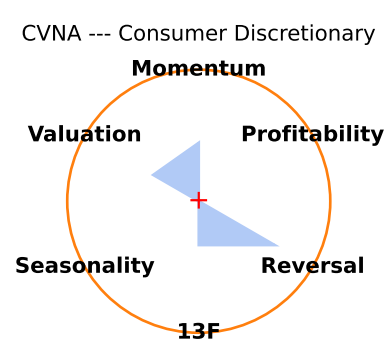 CVNA --- Consumer Discretionary
Momentum
Valuation
Profitability
Seasonality
Reversal
13F